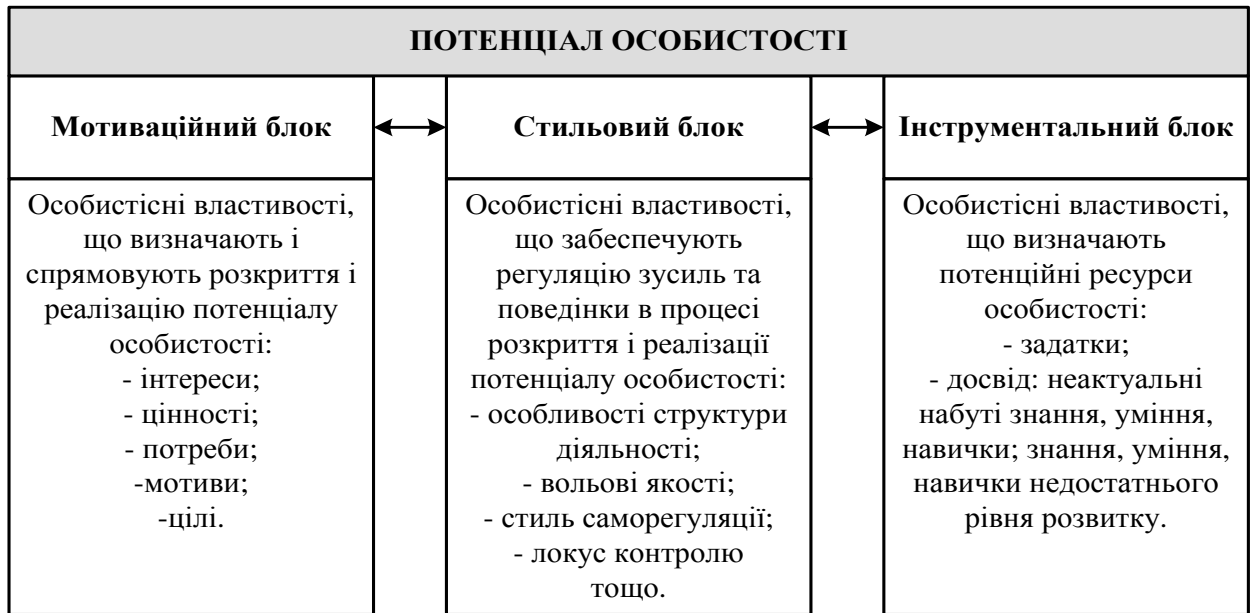 ПОТЕНЦІАЛ ОСОБИСТОСТІ
Мотиваційний блок
Стильовий блок
Інструментальний блок
Особистісні властивості,
що визначають і
спрямовують розкриття і
реалізацію потенціалу
особистості:
- інтереси;
- цінності;
- потреби;
-мотиви;
-цілі.
Особистісні властивості,
що забеспечують
регуляцію зусиль та
поведінки в процесі
розкриття і реалізації
потенціалу особистості:
- особливості структури
діяльності;
- вольові якості;
- стиль саморегуляції;
- локус контролю
тощо.
Особистісні властивості,
що визначають
потенційні ресурси
особистості:
- задатки;
- досвід: неактуальні
набуті знання, уміння,
навички; знання, уміння,
навички недостатнього
рівня розвитку.